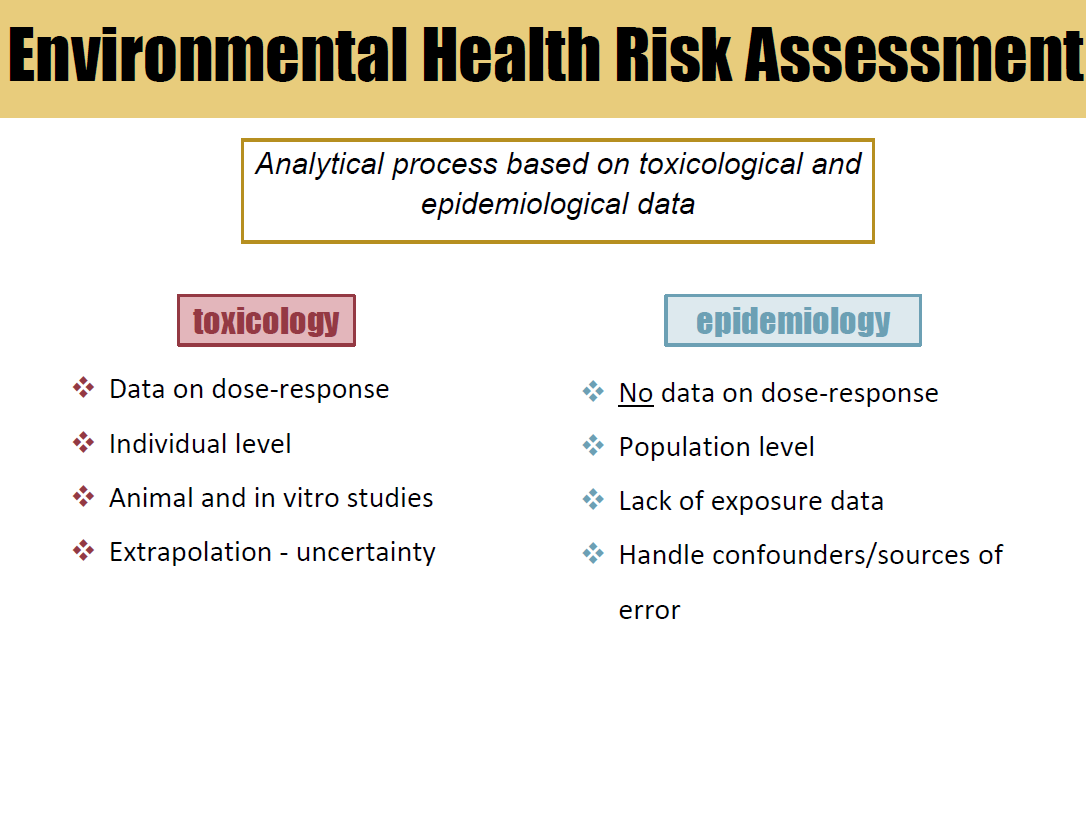 Environmental Health Risk Assessment
Analytical process based on toxicological and
epidemiological data
toxicology
Data on dose-response
Individual level
Animal and in vitro studies
Extrapolation - uncertainty
epidemiology
No data on dose-response
Population level
Lack of exposure data
Handle confounders/sources of
error